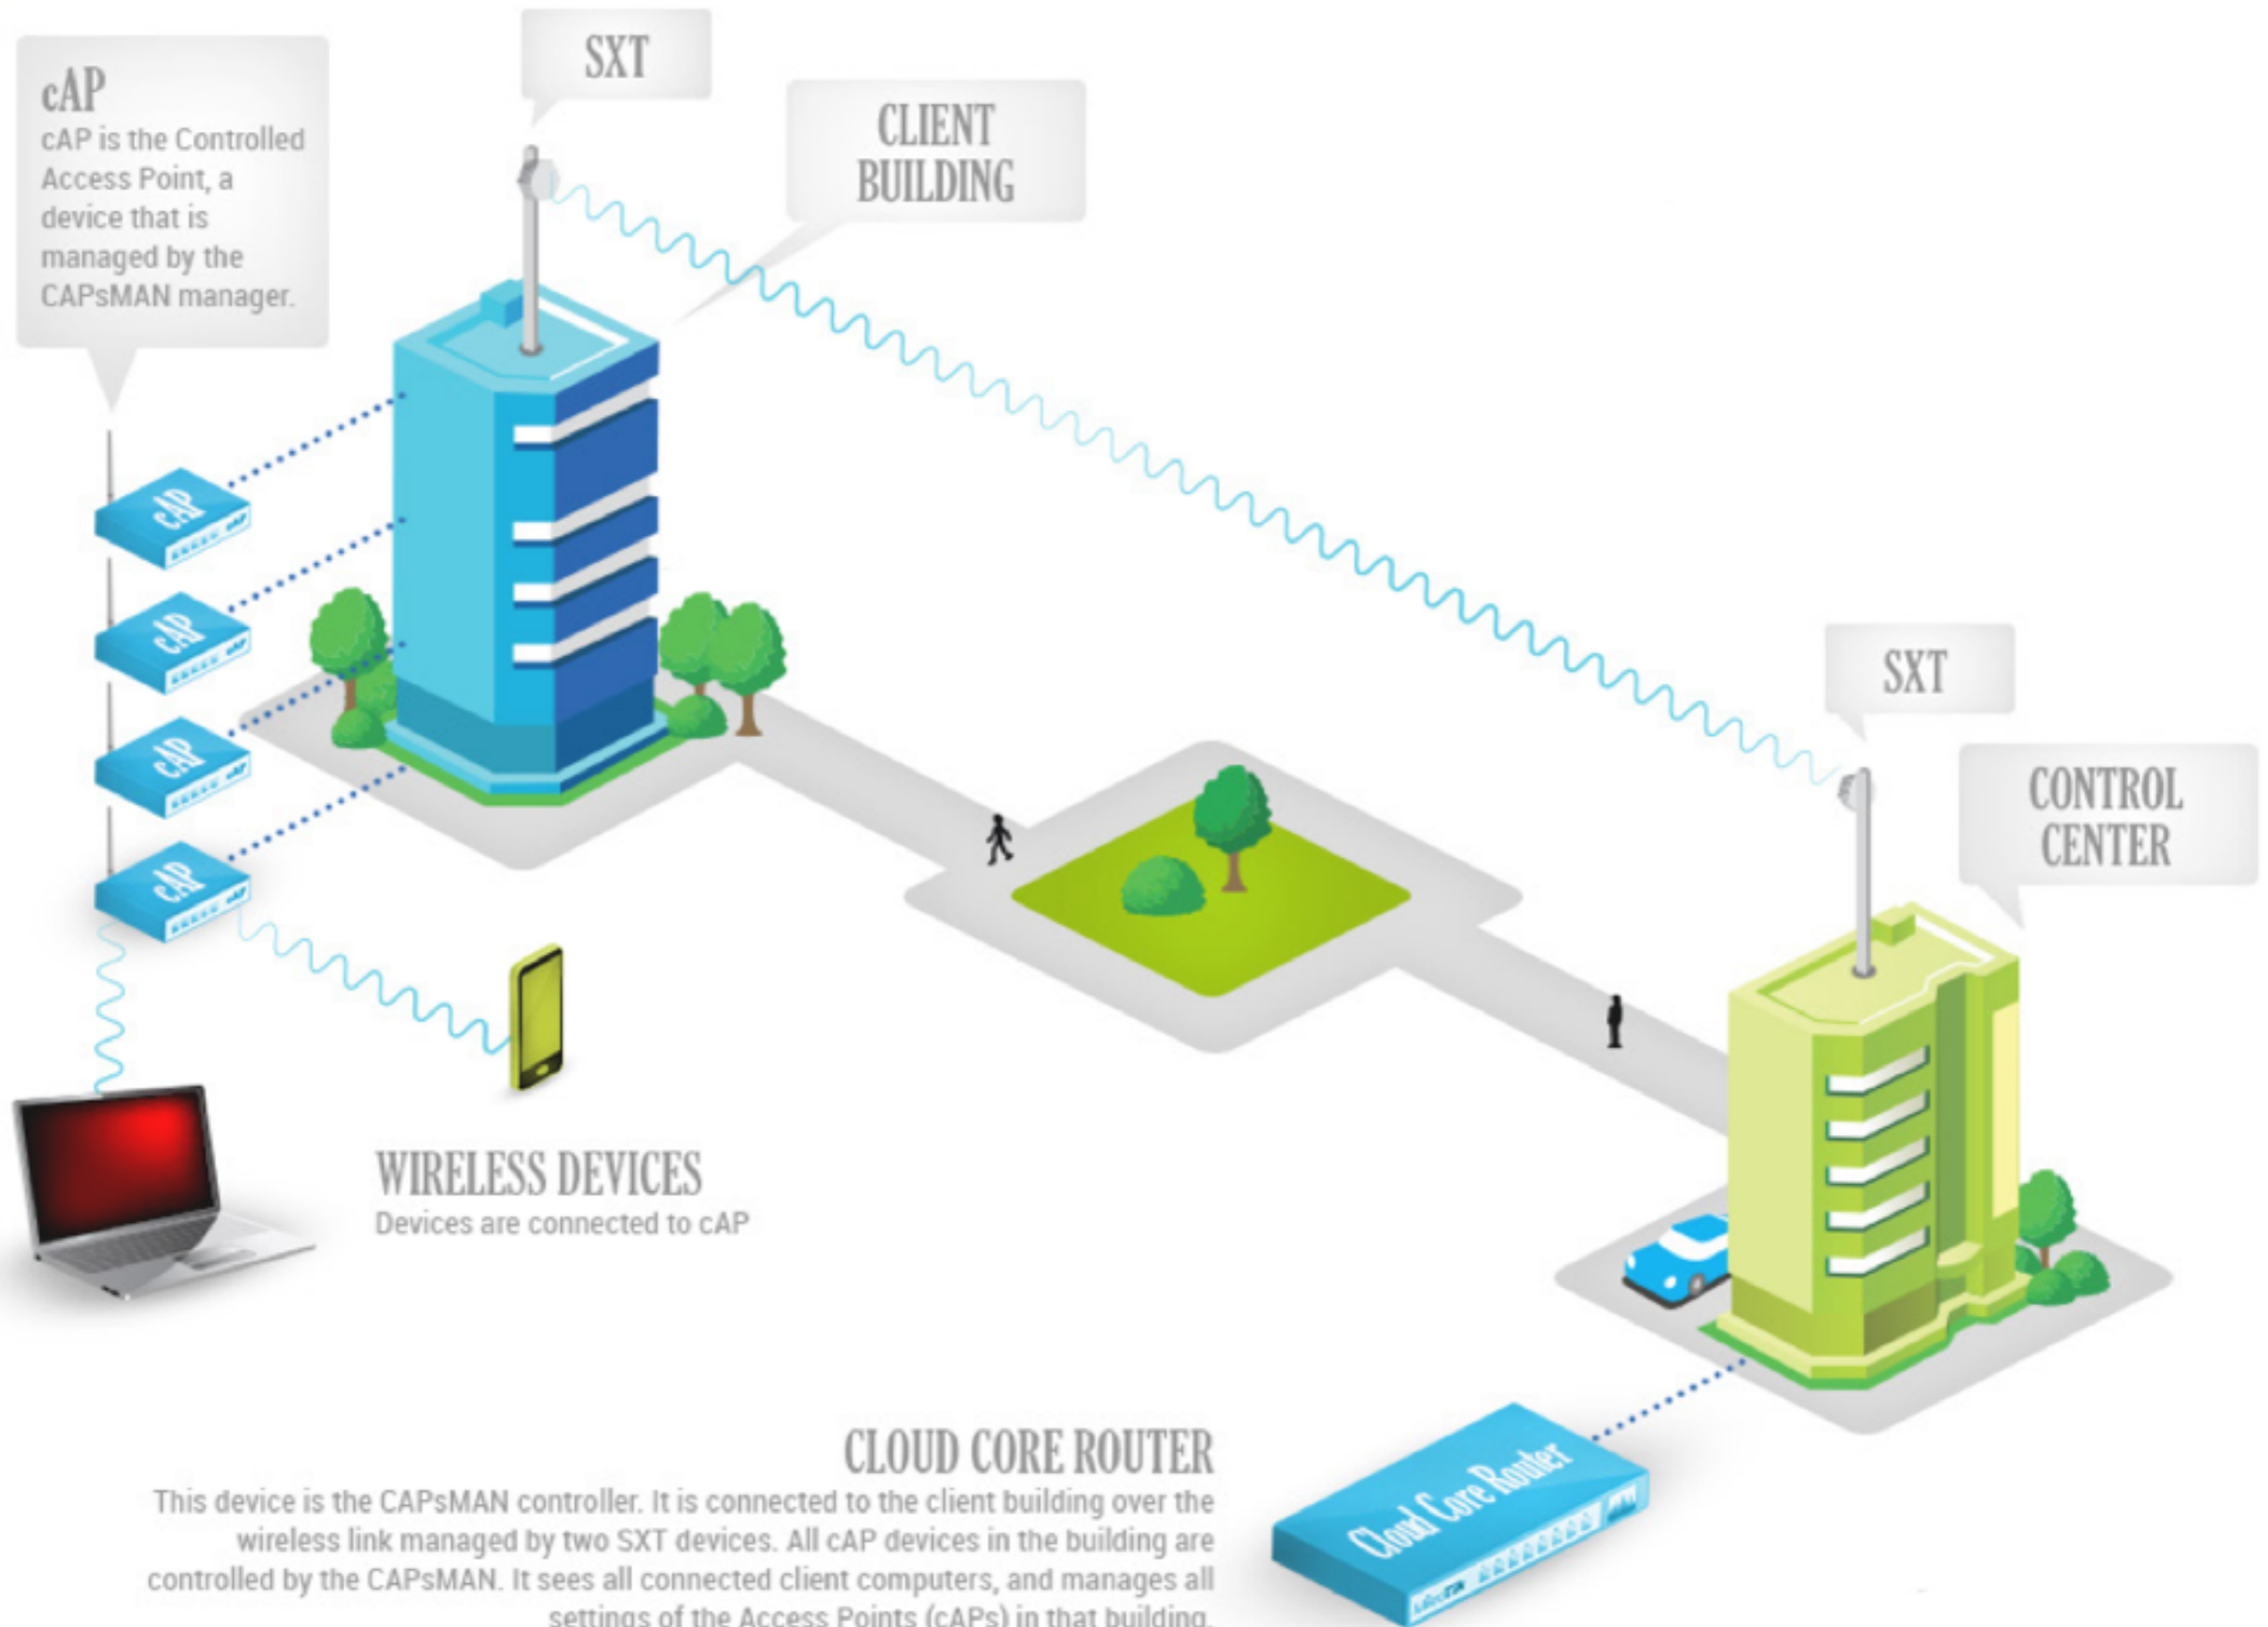 SXT
cAP
cAP is the Controlled
Access Point, a
device that is
managed by the
CAPsMAN manager.
CLIENT
BUILDING
cAP
cAP
cAP
cAP
SXT
CONTROL
CENTER
WIRELESS DEVICES
Devices are connected to cAP
CLOUD CORE ROUTER
This device is the CAPsMAN controller. It is connected to the client building over the
wireless link managed by two SXT devices. All cAP devices in the building are
controlled by the CAPsMAN. It sees all connected client computers, and manages all
settings of the Access Points (cAPs) in that building.
Cloud Core Router